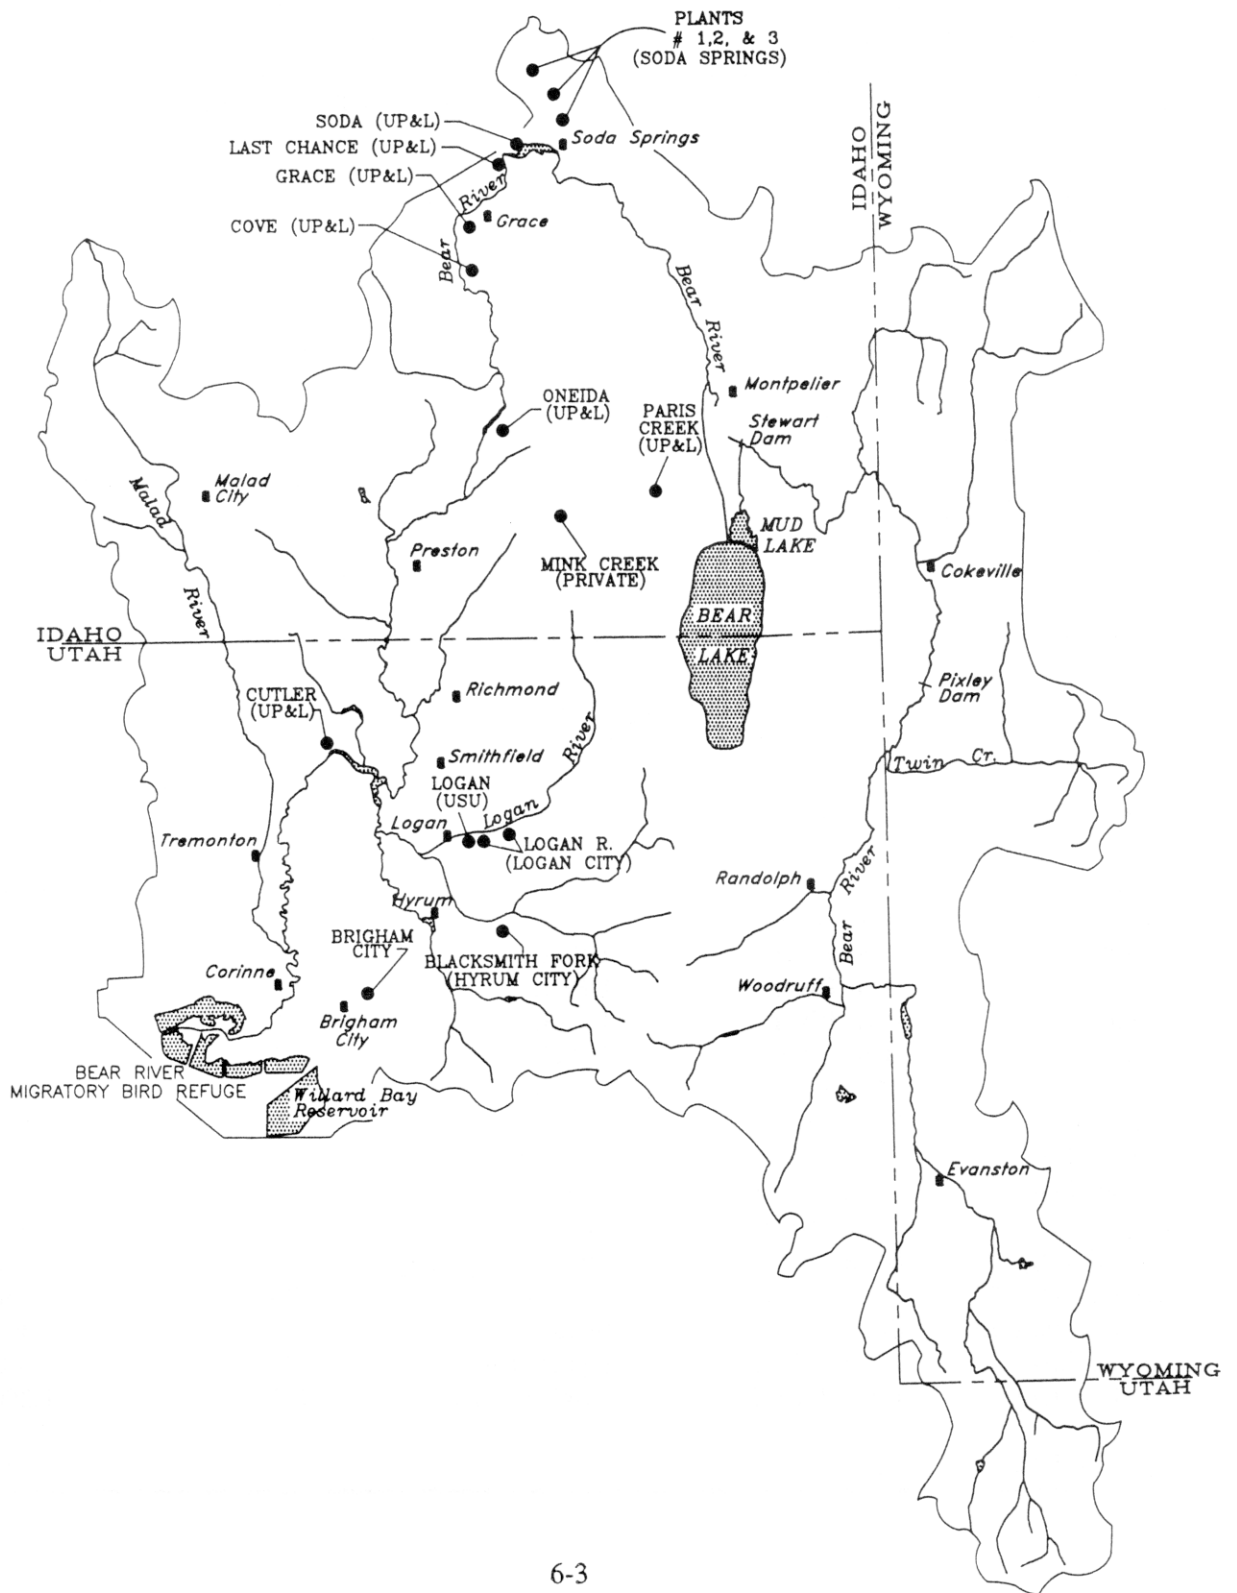 PLANTS
# 1,2, & 3
(SODA SPRINGS)
IDAHO
WYOMING
SODA (UP&L)
Soda Springs
LAST CHANCE (UP&L)
GRACE (UP&L)
River
Grace
COVE (UP&L)
Bear
Bear
River
Montpelier
ONEIDA
(UP&L)
PARIS
CREEK
(UP&L)
Stewart
Dam
Malad
City
Malad
River
MUD
LAKE
Preston
MINK CREEK
(PRIVATE)
Cokeville
BEAR
LAKE
IDAHO
UTAH
CUTLER
(UP&L)
Richmond
Pixley
Dam
River
Smithfield
Twin Cr.
LOGAN
(USU)
Logan
Logan
Tremonton
LOGAN R.
(LOGAN CITY)
Randolph
River
Bear
Hyrum
BRIGHAM
CITY
BLACKSMITH FORK
(HYRUM CITY)
Corinne
Woodruff
Brigham
City
BEAR RIVER
MIGRATORY BIRD REFUGE
Willard Bay
Reservoir
Evanston
WYOMING
UTAH
6-3